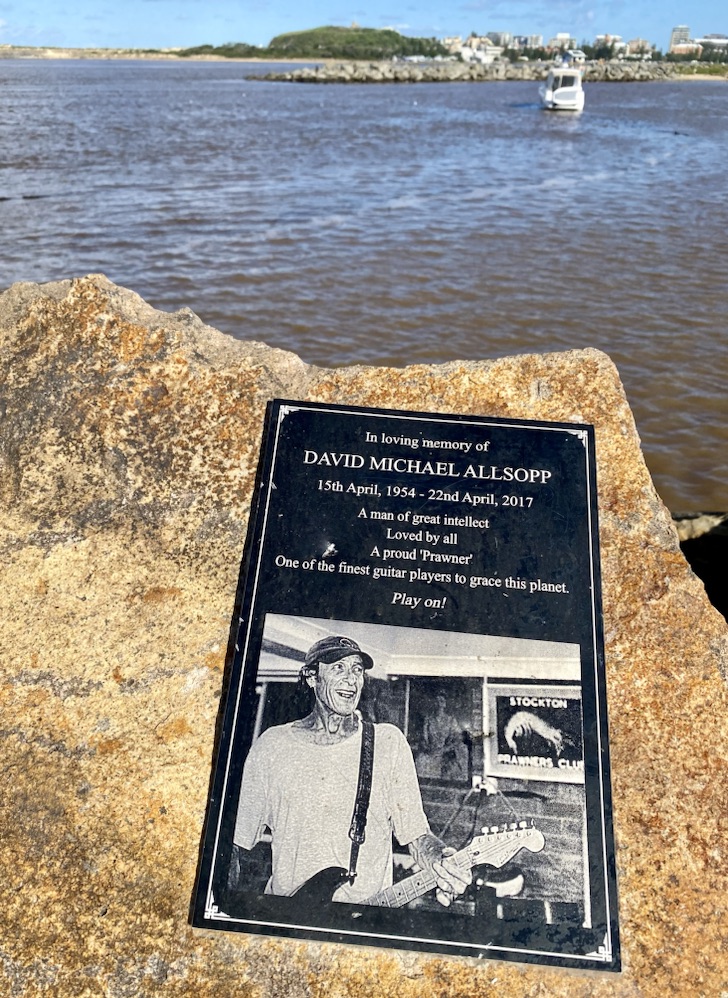 In loving memory of
DAVID MICHAEL ALLSOPP
15th April, 1954 - 22nd April, 2017
A man of great intellect
Loved by all
A proud 'Prawner'
One of the finest guitar players to grace this planet.
Play on!
STOCKTON
PRAWNERS CLU